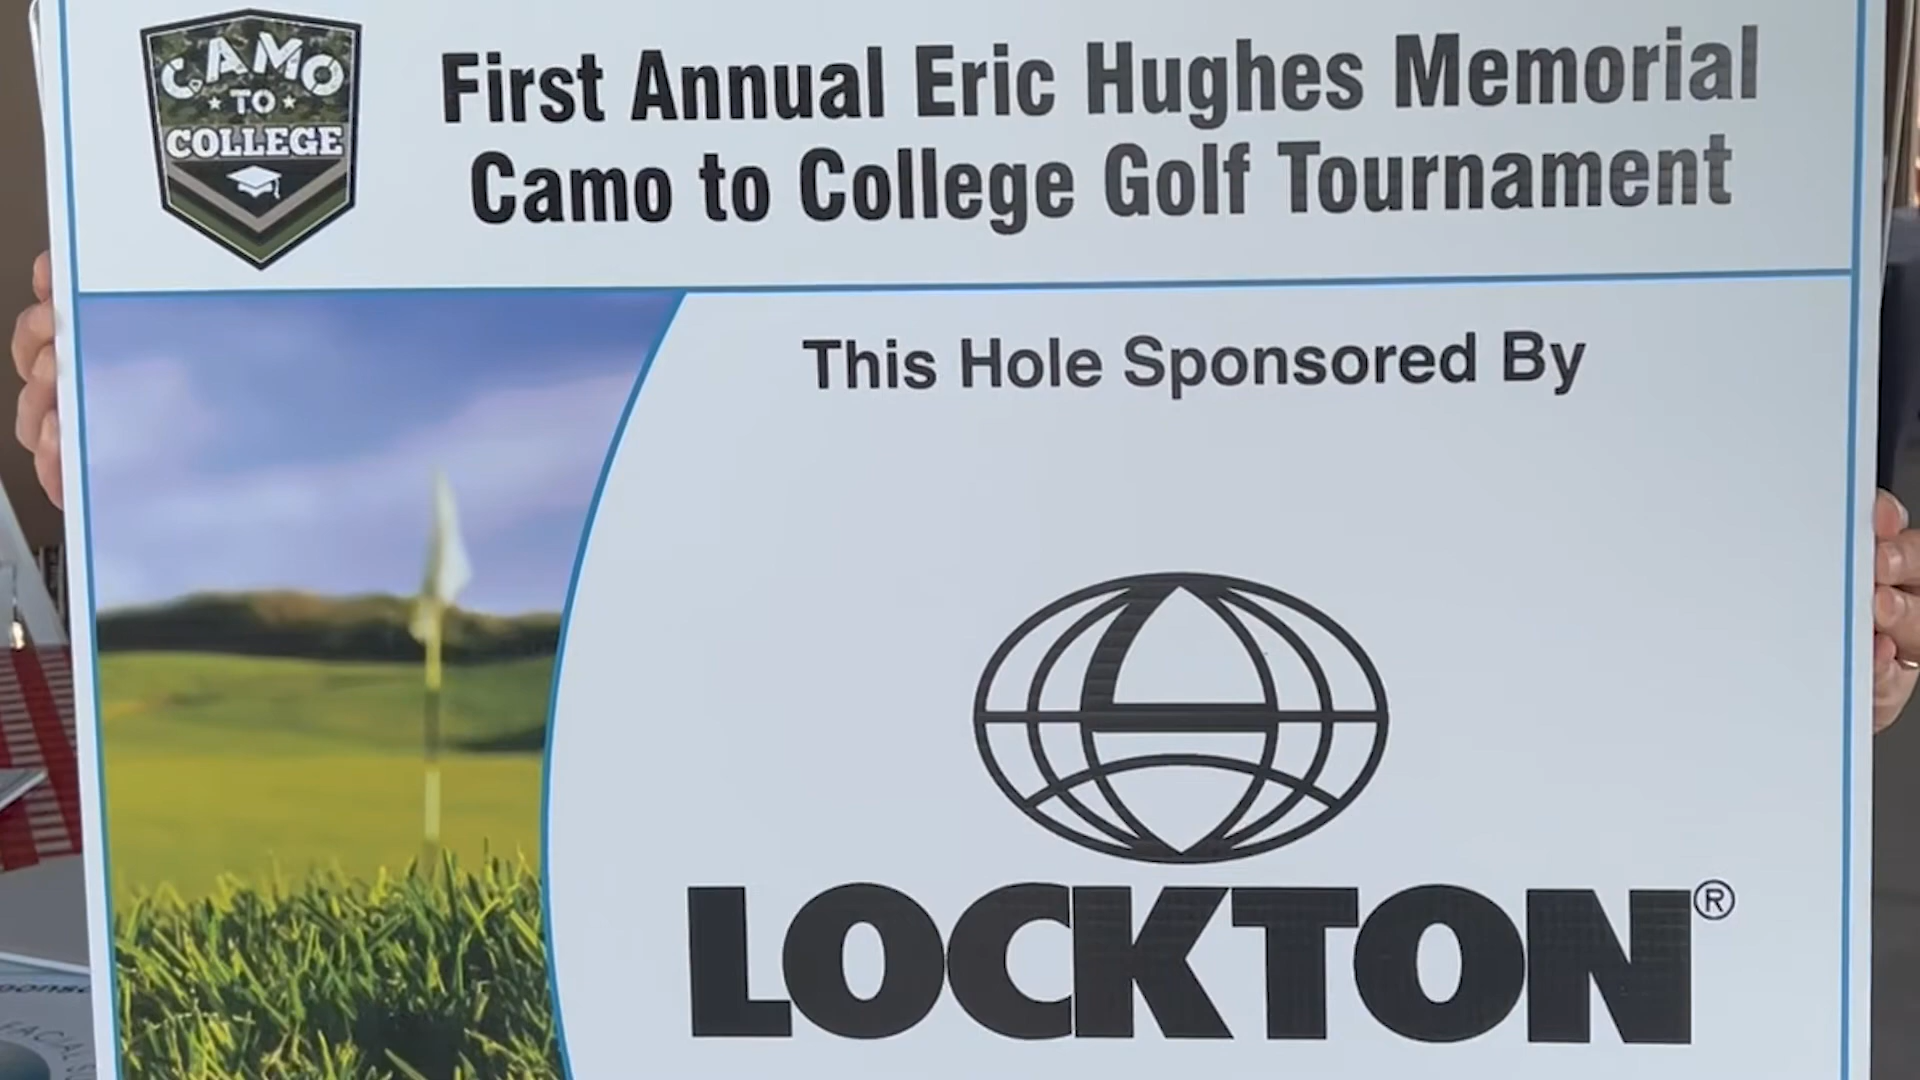 CAMO
TO
COLLEGE
First Annual Eric Hughes Memorial
Camo to College Golf Tournament
This Hole Sponsored By
LOCKTON®